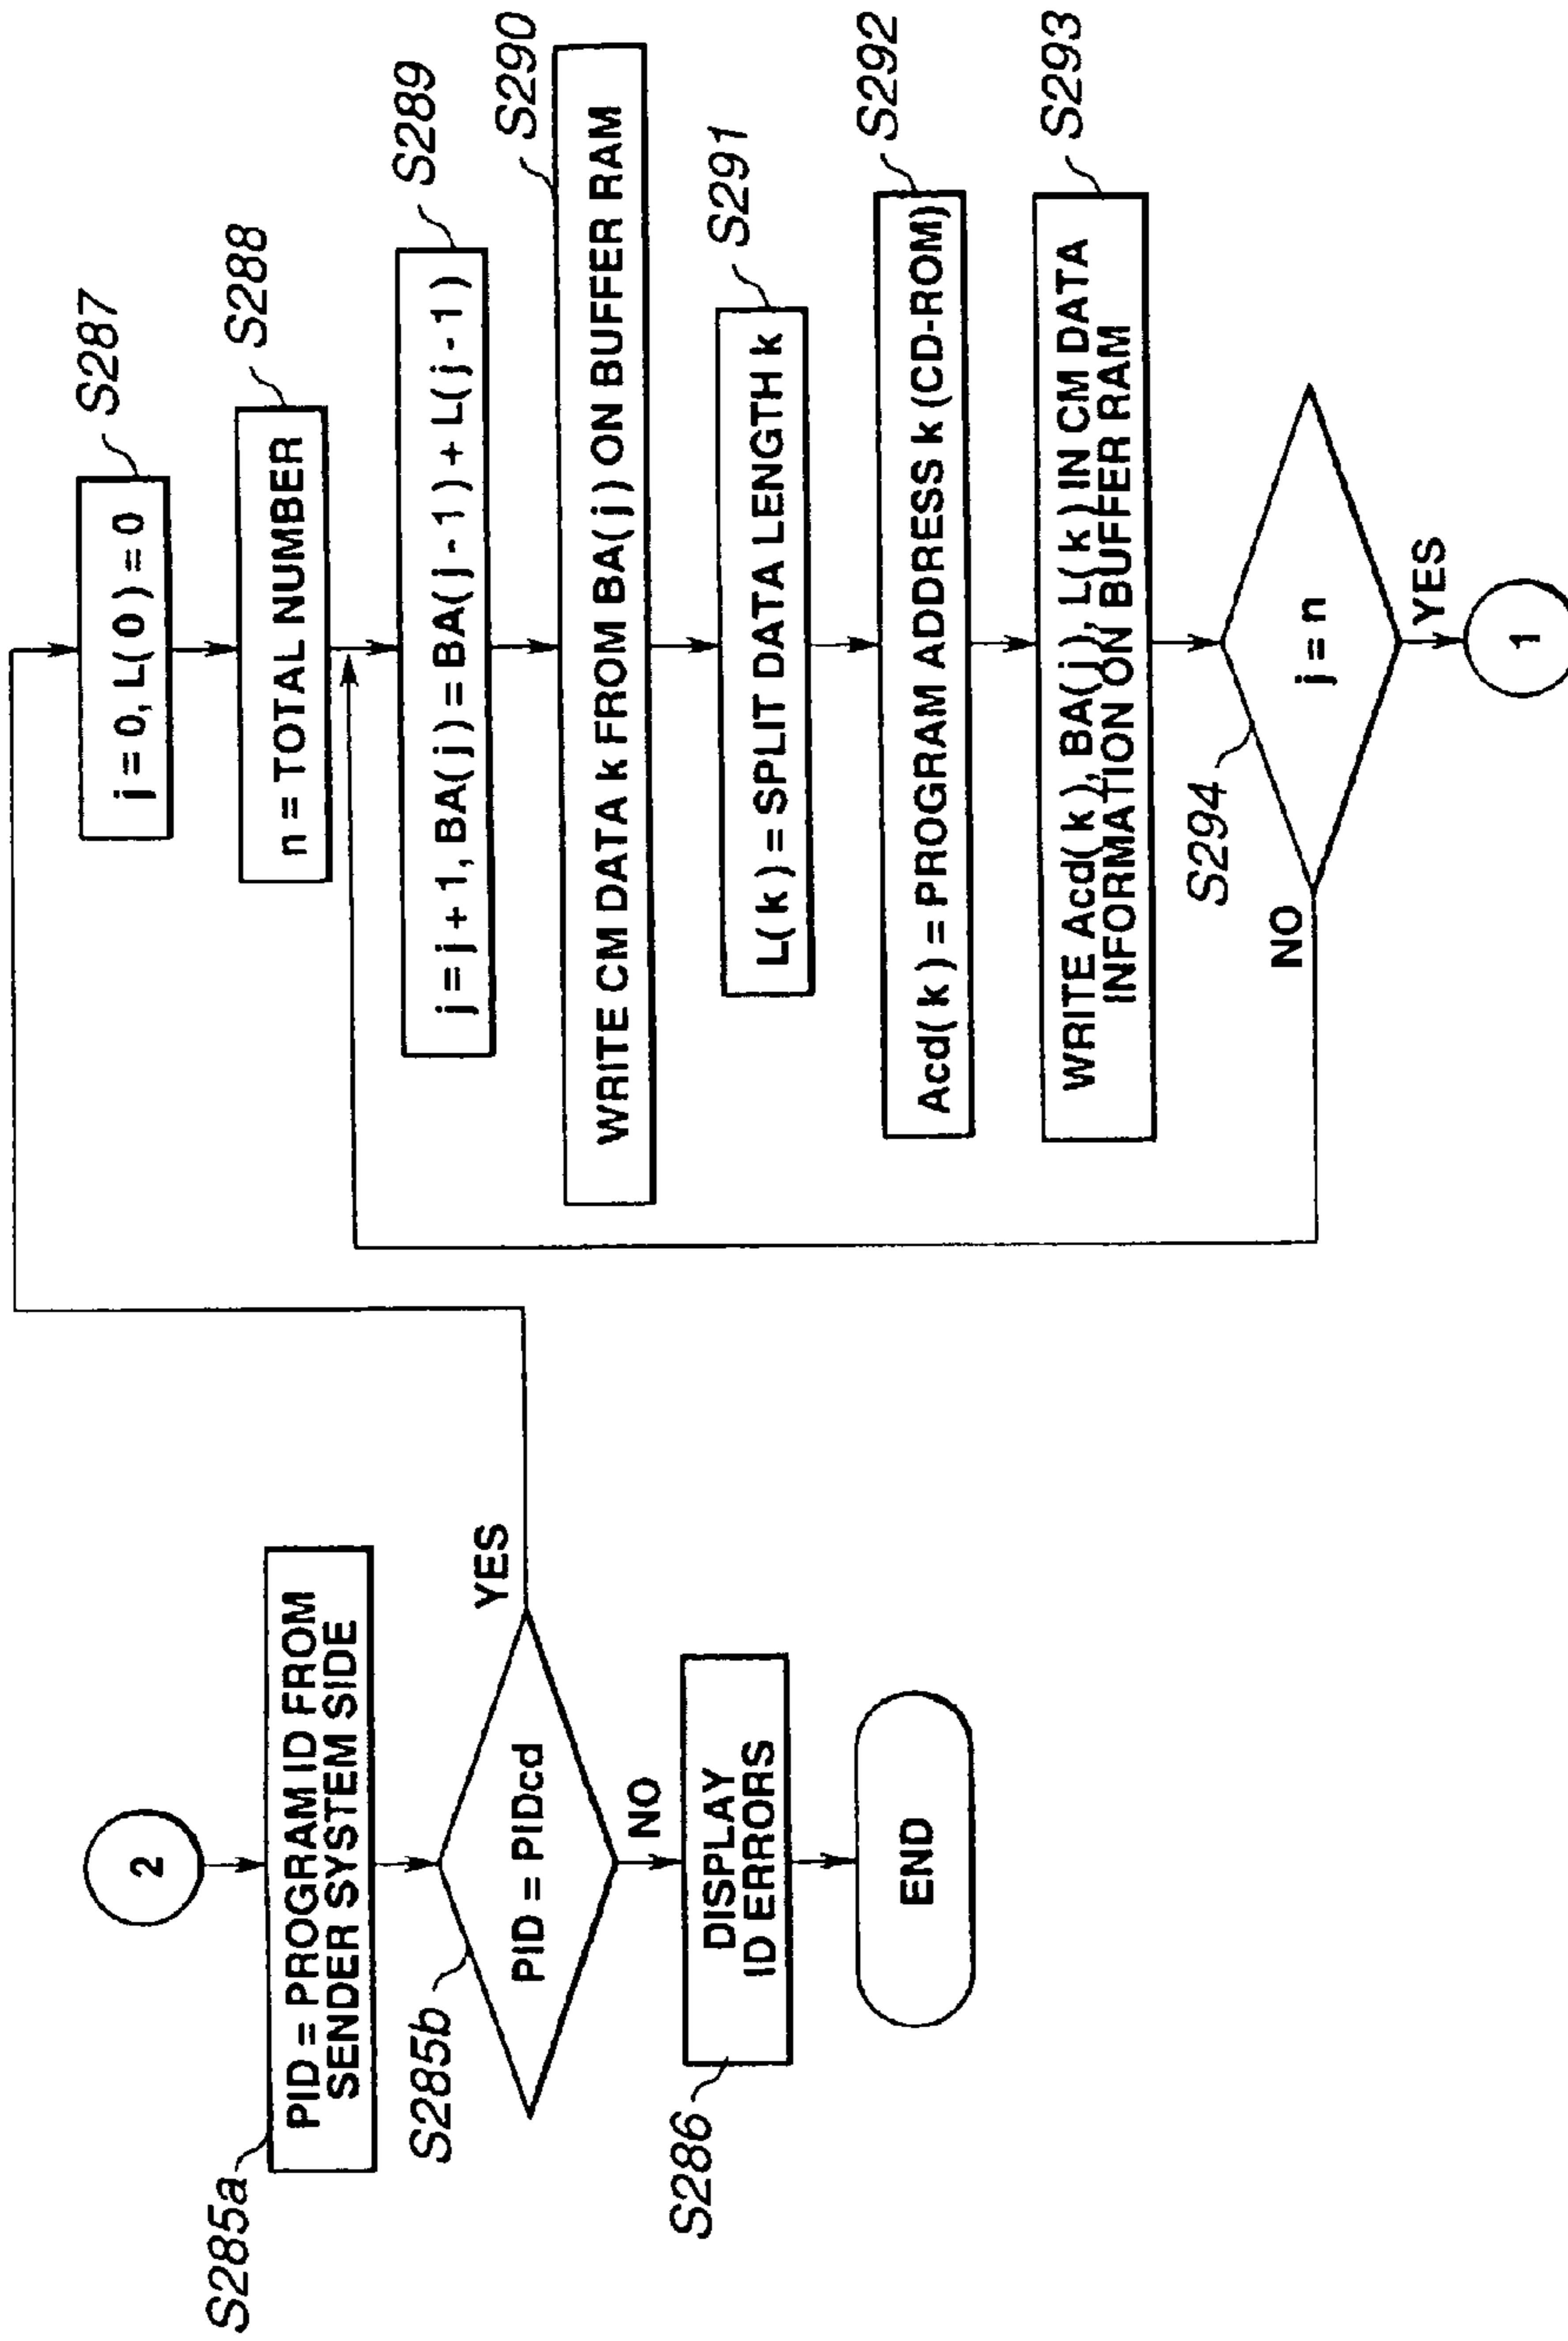 2
S285a
PID = PROGRAM ID FROM
SENDER SYSTEM SIDE
S285b
PID = PIDcd
YES
NO
S286
DISPLAY
ID ERRORS
END
j = 0, L( 0 ) = 0
S287
n = TOTAL NUMBER
S288
j = j + 1, BA( j ) = BA( j - 1 ) + L( j - 1 )
S289
WRITE CM DATA k FROM BA( j ) ON BUFFER RAM
S290
L( k ) = SPLIT DATA LENGTH k
S291
Acd( k ) = PROGRAM ADDRESS k (CD-ROM)
S292
WRITE Acd( k ), BA( j ), L( k ) IN CM DATA
INFORMATION ON BUFFER RAM
S293
S294
j = n
NO
YES
1